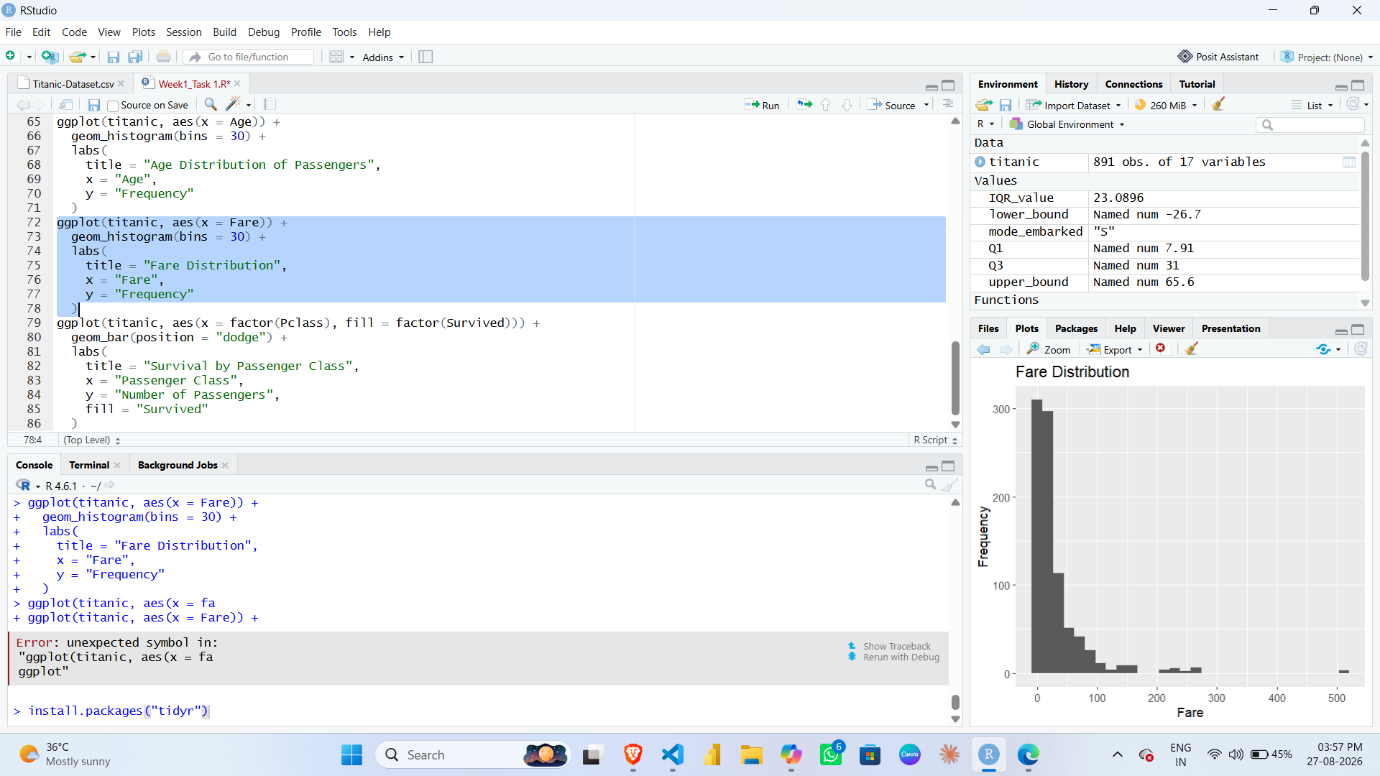 RStudio
File Edit Code View Plots Session Build Debug Profile Tools Help
Go to file/function Addins Posit Assistant Project: (None)
Titanic-Dataset.csv Week1_Task 1.R*
Source on Save Run Source
65 ggplot(titanic, aes(x = Age)) +
66 geom_histogram(bins = 30) +
67 labs(
68 title = "Age Distribution of Passengers",
69 x = "Age",
70 y = "Frequency"
71 )
72 ggplot(titanic, aes(x = Fare)) +
73 geom_histogram(bins = 30) +
74 labs(
75 title = "Fare Distribution",
76 x = "Fare",
77 y = "Frequency"
78 )
79 ggplot(titanic, aes(x = factor(Pclass), fill = factor(Survived))) +
80 geom_bar(position = "dodge") +
81 labs(
82 title = "Survival by Passenger Class",
83 x = "Passenger Class",
84 y = "Number of Passengers",
85 fill = "Survived"
86 )
78:4 (Top Level) R Script
Console Terminal Background Jobs
R 4.6.1 · ~/
> ggplot(titanic, aes(x = Fare)) +
+ geom_histogram(bins = 30) +
+ labs(
+ title = "Fare Distribution",
+ x = "Fare",
+ y = "Frequency"
+ )
> ggplot(titanic, aes(x = fa
+ ggplot(titanic, aes(x = Fare)) +
Error: unexpected symbol in:
"ggplot(titanic, aes(x = fa
ggplot"
Show Traceback
Rerun with Debug
> install.packages("tidyr")
Environment History Connections Tutorial
Import Dataset 260 MiB List
R Global Environment
Data
titanic 891 obs. of 17 variables
Values
IQR_value 23.0896
lower_bound Named num -26.7
mode_embarked "S"
Q1 Named num 7.91
Q3 Named num 31
upper_bound Named num 65.6
Functions
Files Plots Packages Help Viewer Presentation
Zoom Export
Fare Distribution
300
200
100
0
Frequency
0 100 200 300 400 500
Fare
36°C
Mostly sunny
Search
6
ENG
IN
45%
03:57 PM
27-08-2026